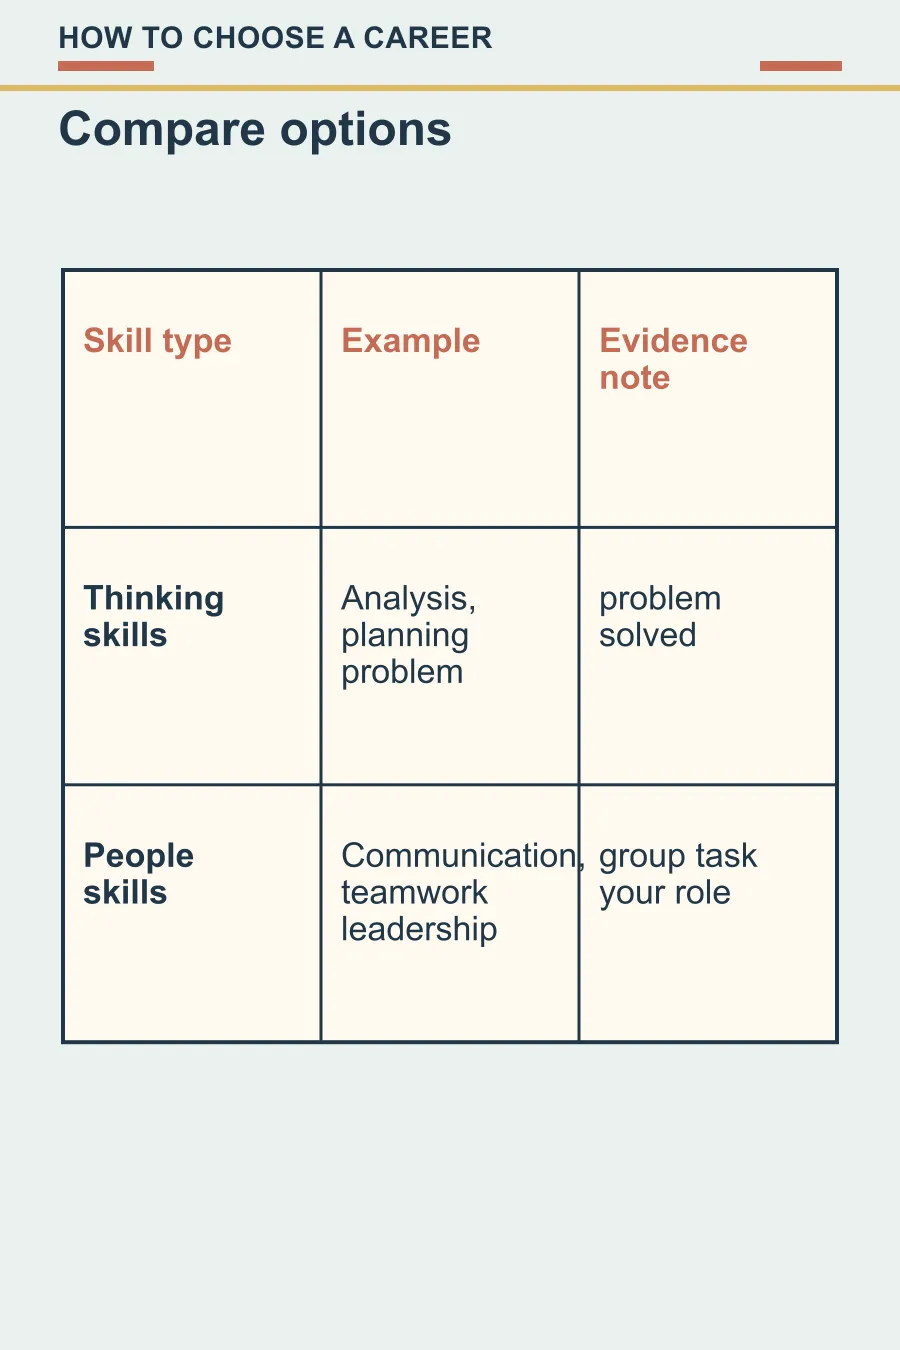 HOW TO CHOOSE A CAREER
Compare options
Skill type
Example
Evidence
note
Thinking
skills
Analysis,
planning
problem
problem
solved
People
skills
Communication,
teamwork
leadership
group task
your role